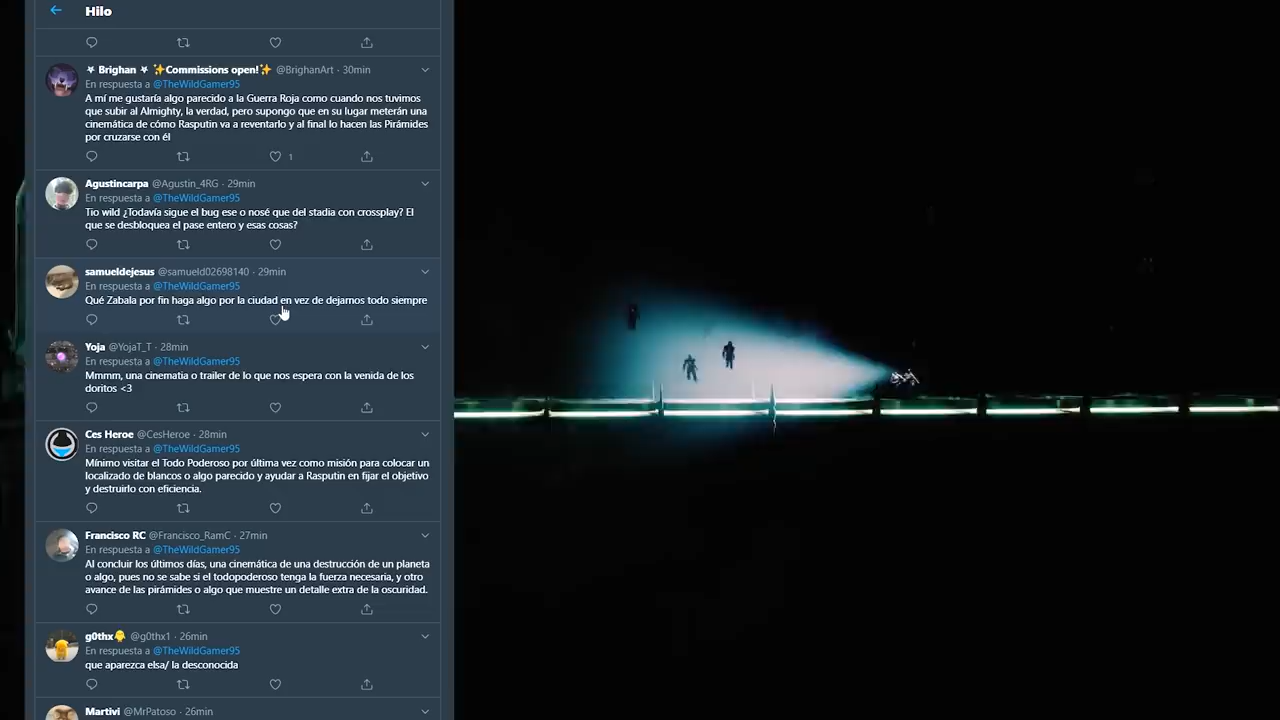 Hilo
Brighan ✨Commissions open!✨ @BrighanArt · 30min
En respuesta a @TheWildGamer95
A mí me gustaría algo parecido a la Guerra Roja como cuando nos tuvimos
que subir al Almighty, la verdad, pero supongo que en su lugar meterán una
cinemática de cómo Rasputin va a reventarlo y al final lo hacen las Pirámides
por cruzarse con él
1
Agustincarpa @Agustin_4RG · 29min
En respuesta a @TheWildGamer95
Tio wild ¿Todavía sigue el bug ese o nosé que del stadia con crossplay? El
que se desbloquea el pase entero y esas cosas?
samueldejesus @samueld02698140 · 29min
En respuesta a @TheWildGamer95
Qué Zabala por fin haga algo por la ciudad en vez de dejarnos todo siempre
Yoja @YojaT_T · 28min
En respuesta a @TheWildGamer95
Mmmm, una cinematia o trailer de lo que nos espera con la venida de los
doritos <3
Ces Heroe @CesHeroe · 28min
En respuesta a @TheWildGamer95
Mínimo visitar el Todo Poderoso por última vez como misión para colocar un
localizado de blancos o algo parecido y ayudar a Rasputin en fijar el objetivo
y destruirlo con eficiencia.
Francisco RC @Francisco_RamC · 27min
En respuesta a @TheWildGamer95
Al concluir los últimos días, una cinemática de una destrucción de un planeta
o algo, pues no se sabe si el todopoderoso tenga la fuerza necesaria, y otro
avance de las pirámides o algo que muestre un detalle extra de la oscuridad.
g0thx🐥 @g0thx1 · 26min
En respuesta a @TheWildGamer95
que aparezca elsa/ la desconocida
Martivi @MrPatoso · 26min